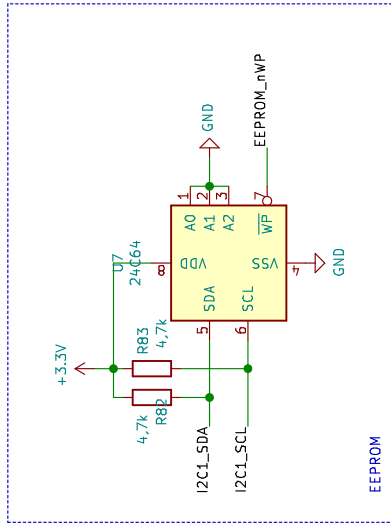 GND
EEPROM_nWP
1
2
3
7
A0
A1
A2
WP
U7
24C64
8
VDD
VSS
4
GND
SDA
SCL
5
6
+3.3V
R83
4,7k
R82
4,7k
I2C1_SDA
I2C1_SCL
EEPROM